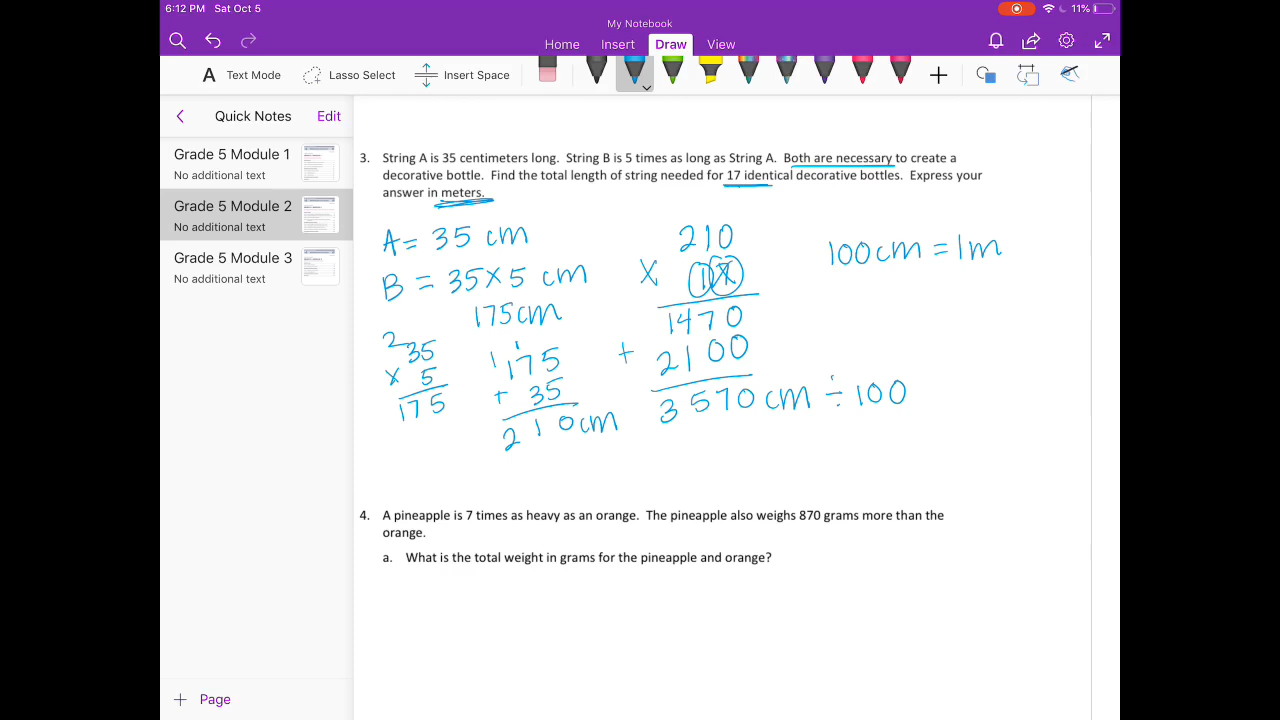 6:12 PM Sat Oct 5
11%
My Notebook
Home Insert Draw View
Text Mode Lasso Select Insert Space
Quick Notes Edit
Grade 5 Module 1
No additional text
Grade 5 Module 2
No additional text
Grade 5 Module 3
No additional text
Page
3. String A is 35 centimeters long. String B is 5 times as long as String A. Both are necessary to create a
decorative bottle. Find the total length of string needed for 17 identical decorative bottles. Express your
answer in meters.
A = 35 cm
B = 35 x 5 cm
175 cm
2
35
x 5
175
1 1
175
+ 35
210 cm
210
x 17
1470
+ 2100
3570 cm ÷ 100
100 cm = 1m
4. A pineapple is 7 times as heavy as an orange. The pineapple also weighs 870 grams more than the
orange.
a. What is the total weight in grams for the pineapple and orange?